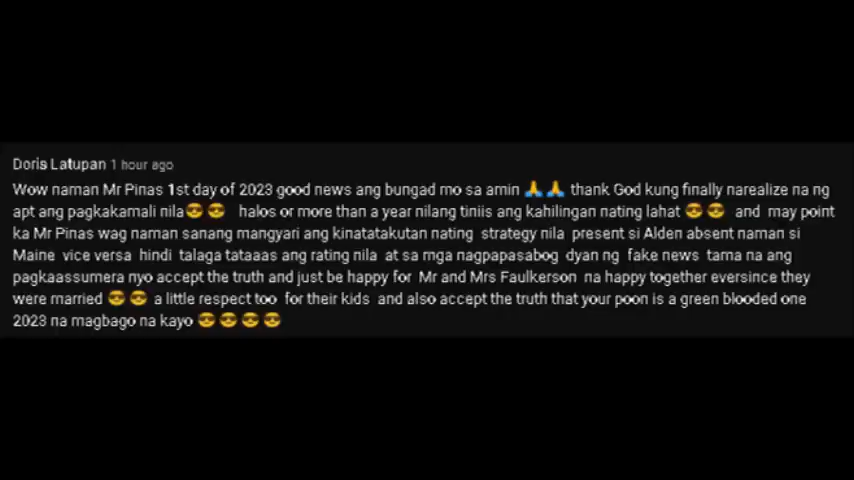 Doris Latupan 1 hour ago
Wow naman Mr Pinas 1st day of 2023 good news ang bungad mo sa amin 🙏 🙏 thank God kung finally narealize na ng
apt ang pagkakamali nila😎 😎 halos or more than a year nilang tiniis ang kahilingan nating lahat 😎 😎 and may point
ka Mr Pinas wag naman sanang mangyari ang kinatatakutan nating strategy nila present si Alden absent naman si
Maine vice versa hindi talaga tataaas ang rating nila at sa mga nagpapasabog dyan ng fake news tama na ang
pagkaassumera nyo accept the truth and just be happy for Mr and Mrs Faulkerson na happy together eversince they
were married 😎 😎 a little respect too for their kids and also accept the truth that your poon is a green blooded one
2023 na magbago na kayo 😎 😎 😎 😎